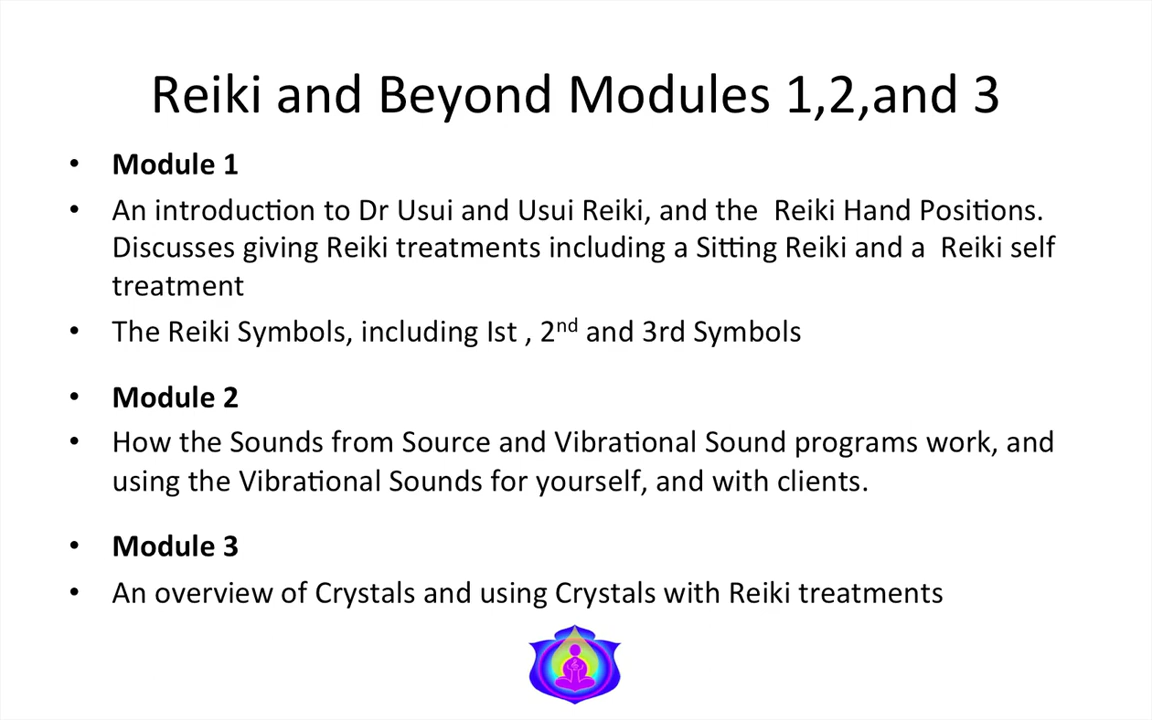 Reiki and Beyond Modules 1,2,and 3
• Module 1
• An introduction to Dr Usui and Usui Reiki, and the  Reiki Hand Positions.
Discusses giving Reiki treatments including a Sitting Reiki and a  Reiki self
treatment
• The Reiki Symbols, including Ist , 2nd and 3rd Symbols
• Module 2
• How the Sounds from Source and Vibrational Sound programs work, and
using the Vibrational Sounds for yourself, and with clients.
• Module 3
• An overview of Crystals and using Crystals with Reiki treatments